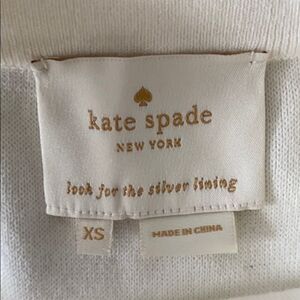 kate spade
NEW YORK
look for the silver lining
XS
MADE IN CHINA